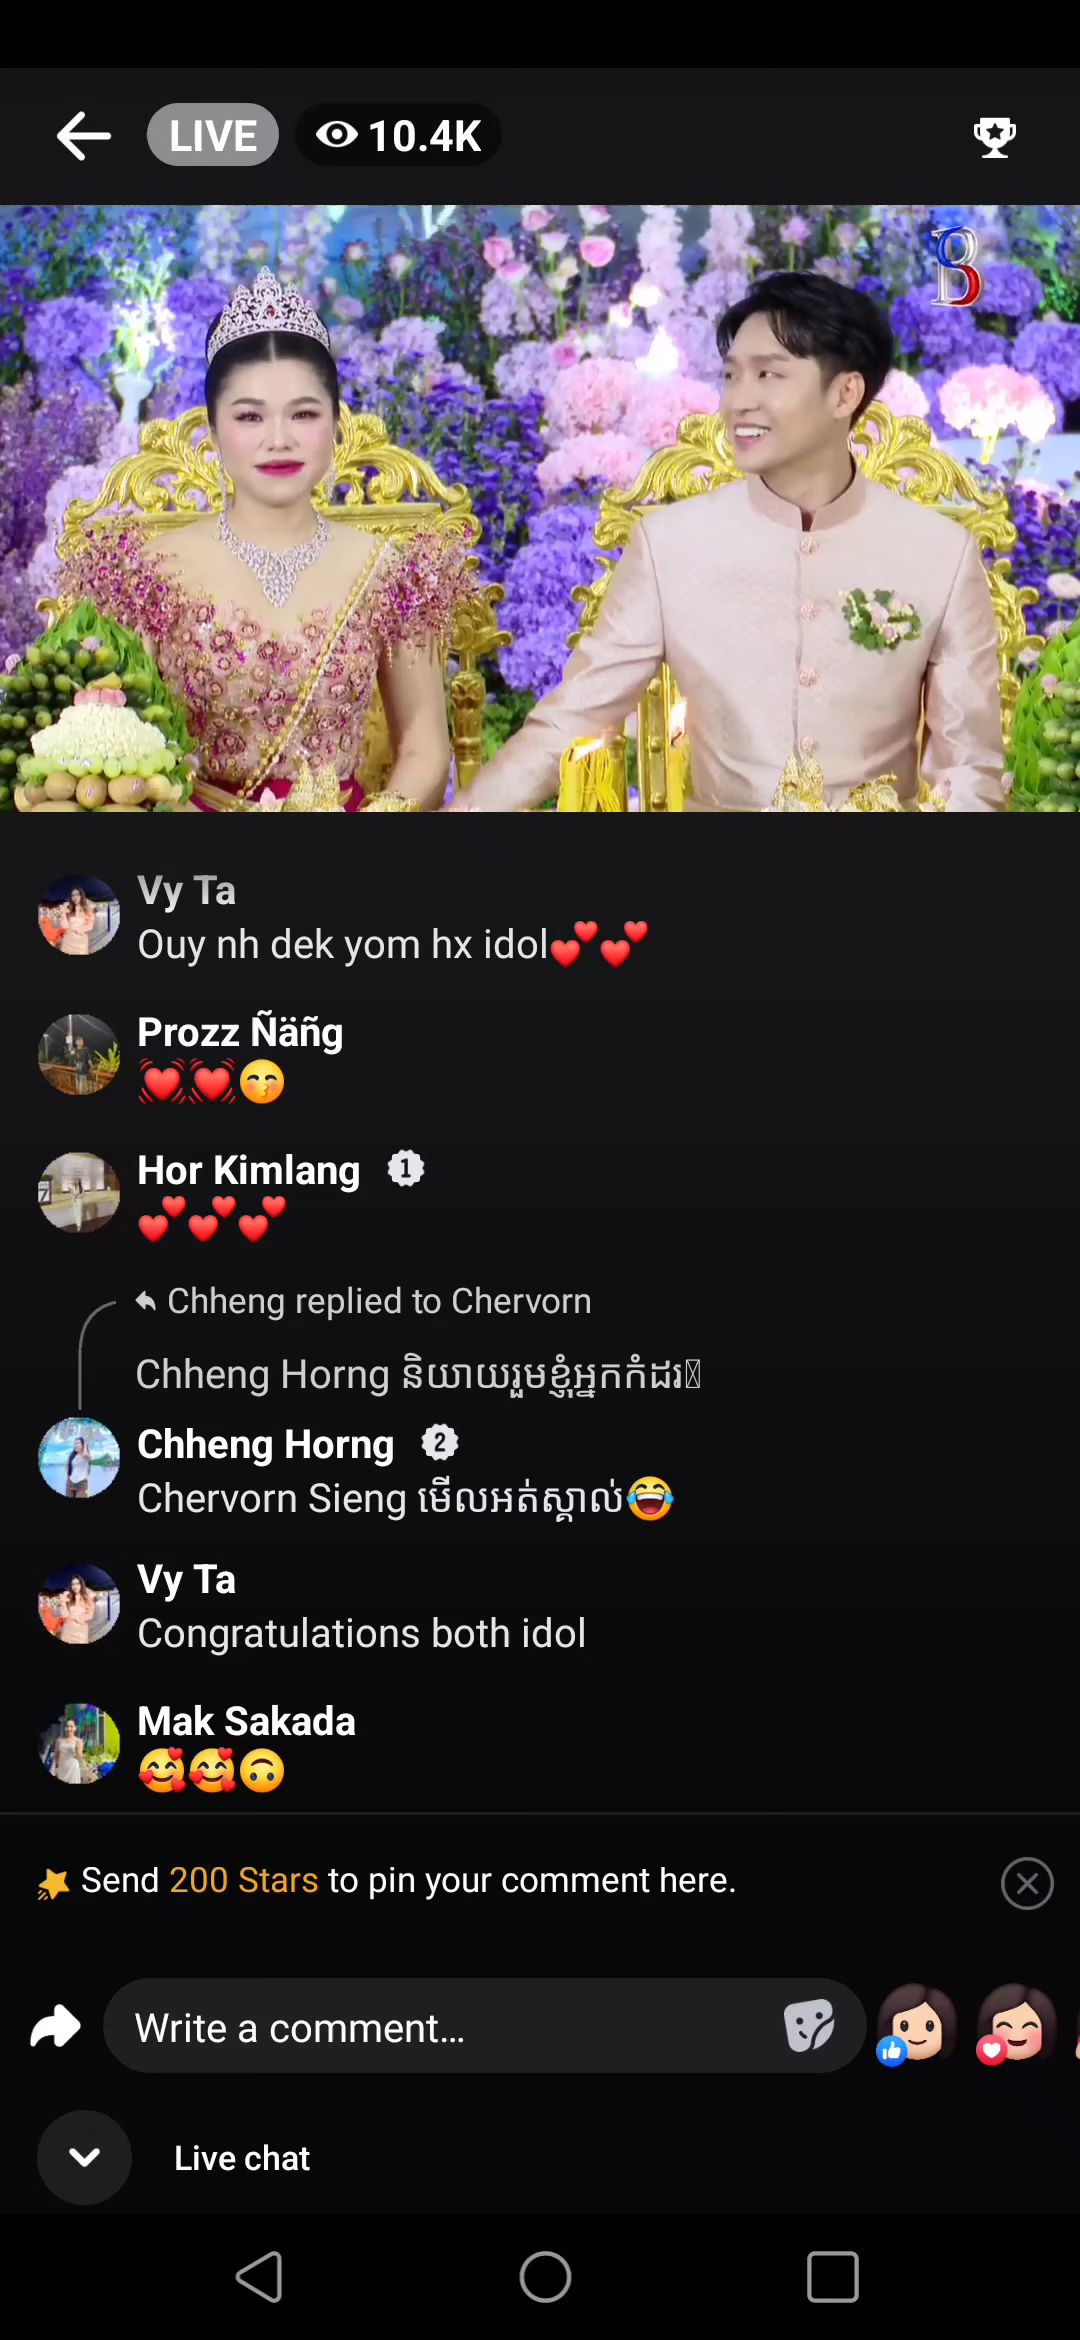 LIVE
10.4K
Vy Ta
Ouy nh dek yom hx idol💕💕
Prozz Ñäñg
💓💓😙
Hor Kimlang 1
💕💕💕
Chheng replied to Chervorn
Chheng Horng និយាយរួមខ្ញុំអ្នកកំដរ
Chheng Horng 2
Chervorn Sieng មើលអត់ស្គាល់😂
Vy Ta
Congratulations both idol
Mak Sakada
🥰🥰🙃
Send 200 Stars to pin your comment here.
Write a comment...
Live chat